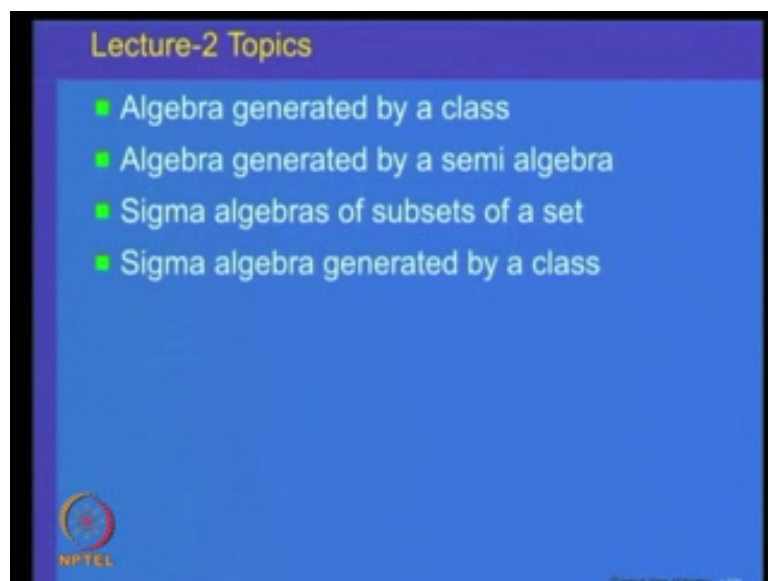 Lecture-2 Topics
Algebra generated by a class
Algebra generated by a semi algebra
Sigma algebras of subsets of a set
Sigma algebra generated by a class
NPTEL